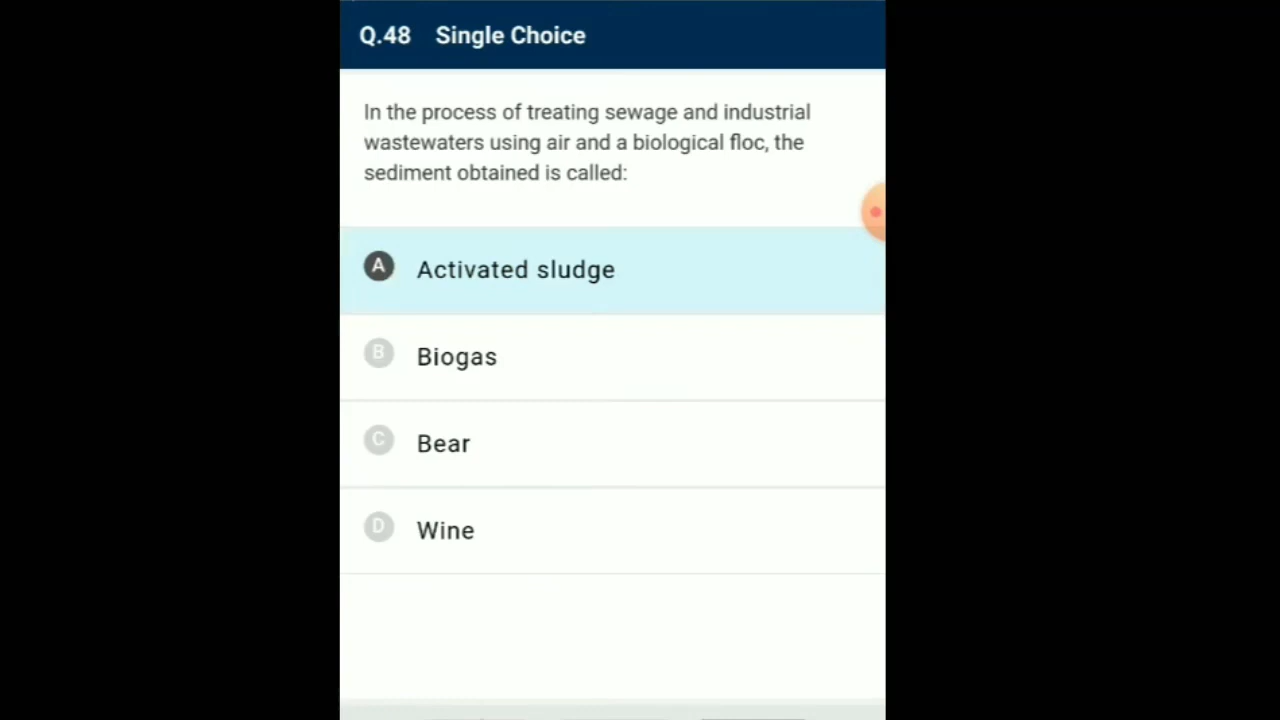 Q.48 Single Choice
In the process of treating sewage and industrial
wastewaters using air and a biological floc, the
sediment obtained is called:
A Activated sludge
B Biogas
C Bear
D Wine